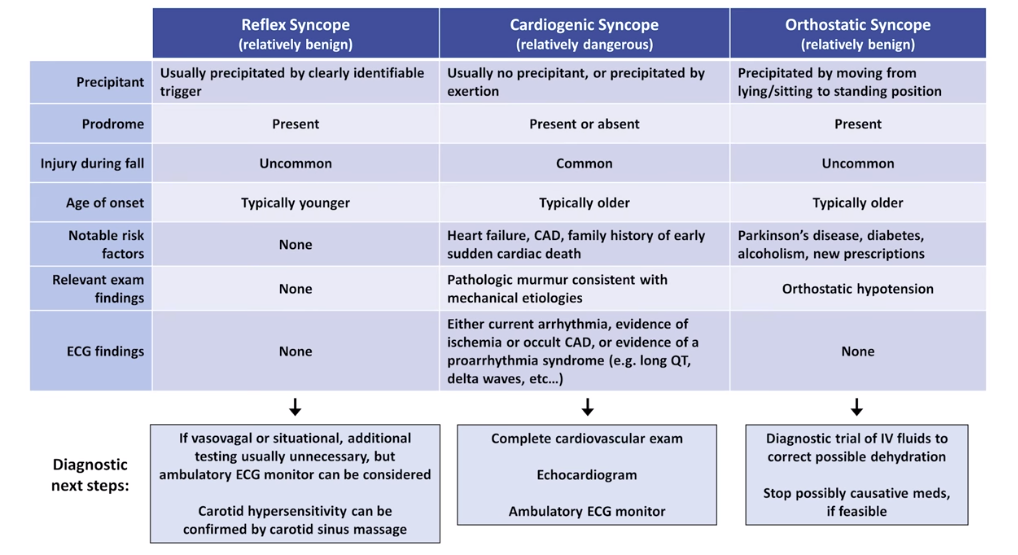 Reflex Syncope
(relatively benign)
Cardiogenic Syncope
(relatively dangerous)
Orthostatic Syncope
(relatively benign)
Precipitant
Usually precipitated by clearly identifiable
trigger
Usually no precipitant, or precipitated by
exertion
Precipitated by moving from
lying/sitting to standing position
Prodrome
Present
Present or absent
Present
Injury during fall
Uncommon
Common
Uncommon
Age of onset
Typically younger
Typically older
Typically older
Notable risk
factors
None
Heart failure, CAD, family history of early
sudden cardiac death
Parkinson's disease, diabetes,
alcoholism, new prescriptions
Relevant exam
findings
None
Pathologic murmur consistent with
mechanical etiologies
Orthostatic hypotension
ECG findings
None
Either current arrhythmia, evidence of
ischemia or occult CAD, or evidence of a
proarrhythmia syndrome (e.g. long QT,
delta waves, etc...)
None
Diagnostic
next steps:
If vasovagal or situational, additional
testing usually unnecessary, but
ambulatory ECG monitor can be considered
Carotid hypersensitivity can be
confirmed by carotid sinus massage
Complete cardiovascular exam
Echocardiogram
Ambulatory ECG monitor
Diagnostic trial of IV fluids to
correct possible dehydration
Stop possibly causative meds,
if feasible